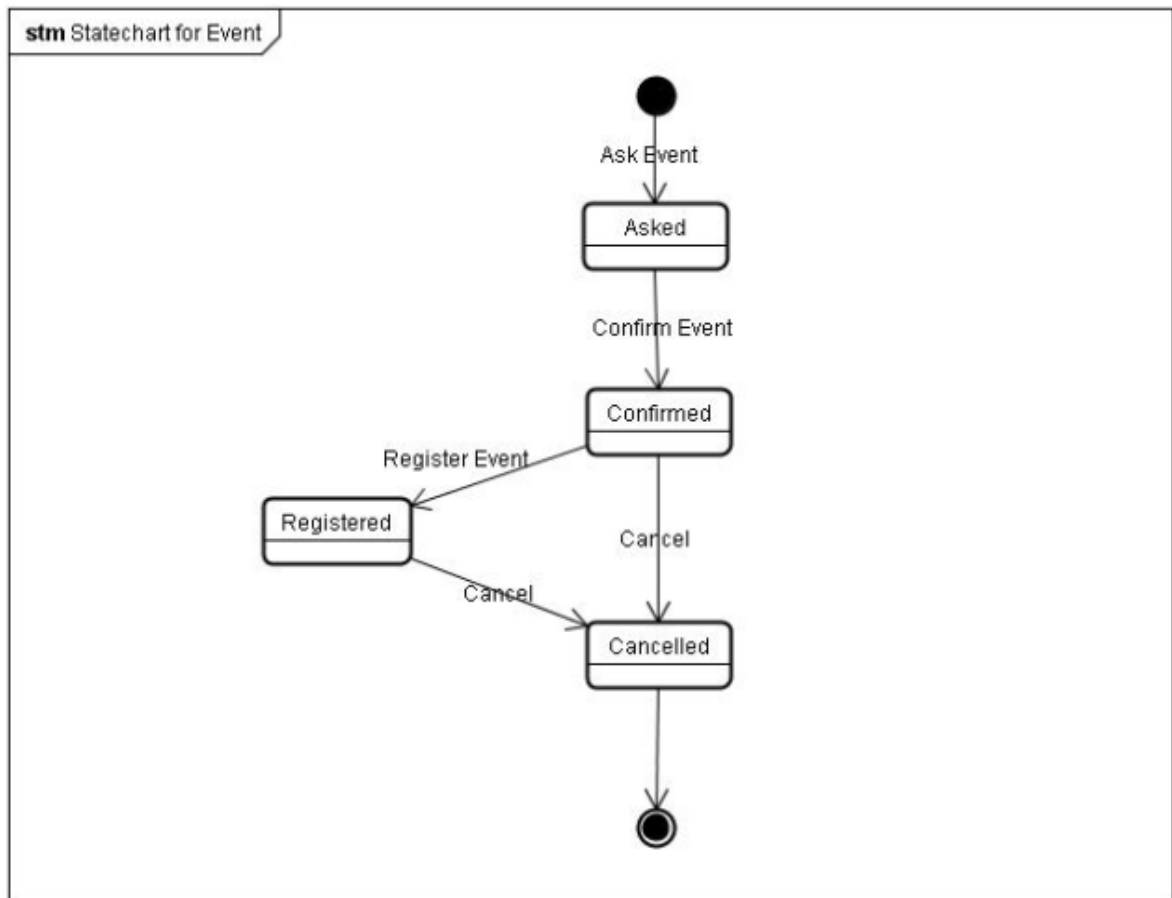 stm Statechart for Event
Ask Event
Asked
Confirm Event
Confirmed
Register Event
Registered
Cancel
Cancel
Cancelled